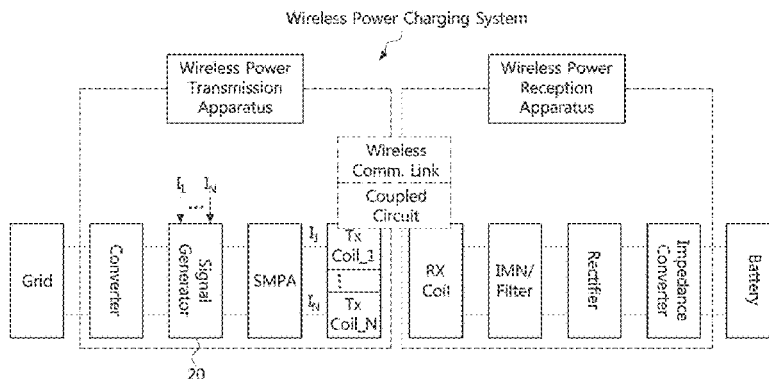 Wireless Power Charging System
Wireless Power
Transmission
Apparatus
Wireless Power
Reception
Apparatus
Wireless
Comm. Link
Coupled
Circuit
I1 ... IN
Grid
Converter
Signal
Generator
SMPA
I1
IN
Tx
Coil_1
Tx
Coil_N
RX
Coil
IMN/
Filter
Rectifier
Impedance
Converter
Battery
20